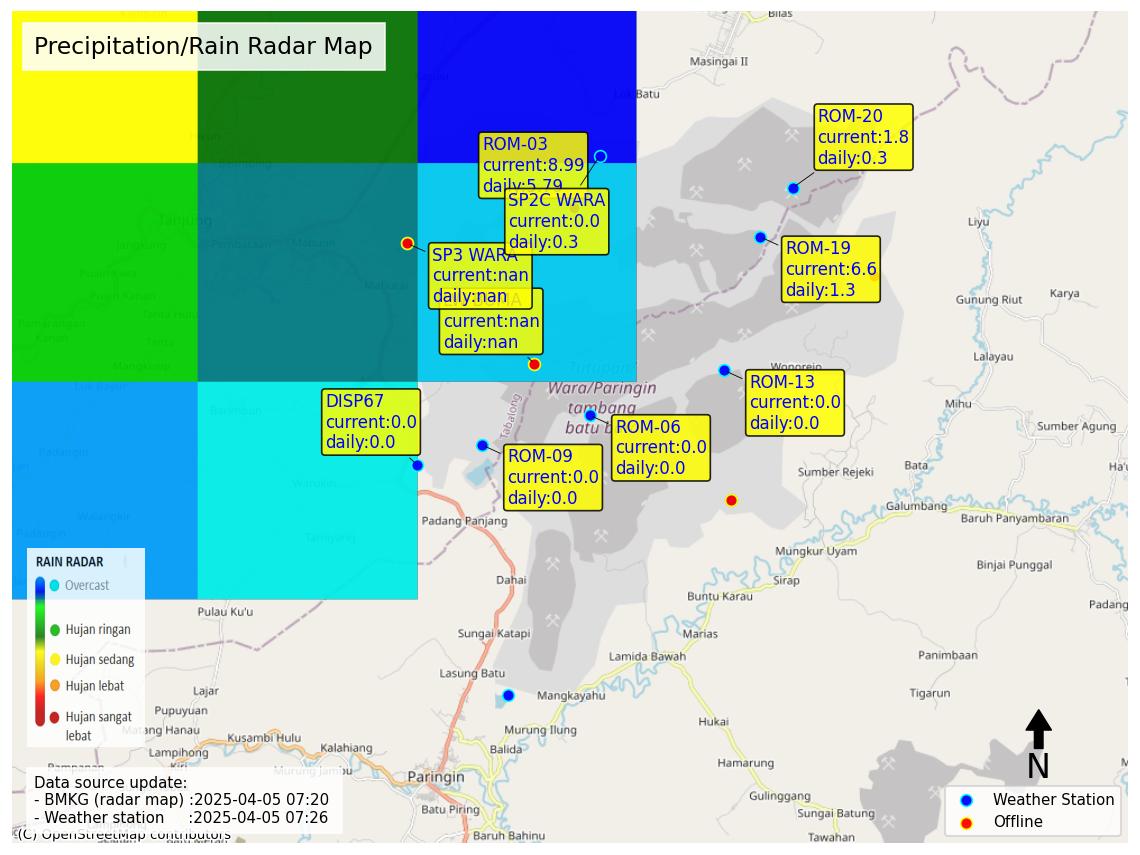 Precipitation/Rain Radar Map
Bilas
Masingai II
Luk Batu
ROM-20
current:1.8
daily:0.3
ROM-03
current:8.99
daily:5.79
SP2C WARA
current:0.0
daily:0.3
Tanjung
Jangkung
Pembataan
Mabuun
Liyu
SP3 WARA
current:nan
daily:nan
ROM-19
current:6.6
daily:1.3
Gunung Riut
Karya
current:nan
daily:nan
Lalayau
Tutupan
Wara/Paringin
tambang
batu b
Wonorejo
ROM-13
current:0.0
daily:0.0
Mihu
DISP67
current:0.0
daily:0.0
Tabalong
ROM-06
current:0.0
daily:0.0
Sumber Agung
ROM-09
current:0.0
daily:0.0
Sumber Rejeki
Bata
Galumbang
Baruh Panyambaran
Padang Panjang
Mungkur Uyam
Binjai Punggal
Dahai
Sirap
Buntu Karau
Padang
Pulau Ku'u
Sungai Katapi
Marias
Lamida Bawah
Panimbaan
Lasung Batu
Tigarun
Mangkayahu
RAIN RADAR
Overcast
Hujan ringan
Hujan sedang
Hujan lebat
Hujan sangat
lebat
Lajar
Pupuyuan
Matang Hanau
Kusambi Hulu
Lampihong
Kalahiang
Murung Jambu
Murung Ilung
Balida
Hukai
Hamarung
Paringin
Batu Piring
Gulinggang
Sungai Batung
Baruh Bahinu
Tawahan
N
Data source update:
- BMKG (radar map) :2025-04-05 07:20
- Weather station :2025-04-05 07:26
(C) OpenStreetMap contributors
Weather Station
Offline